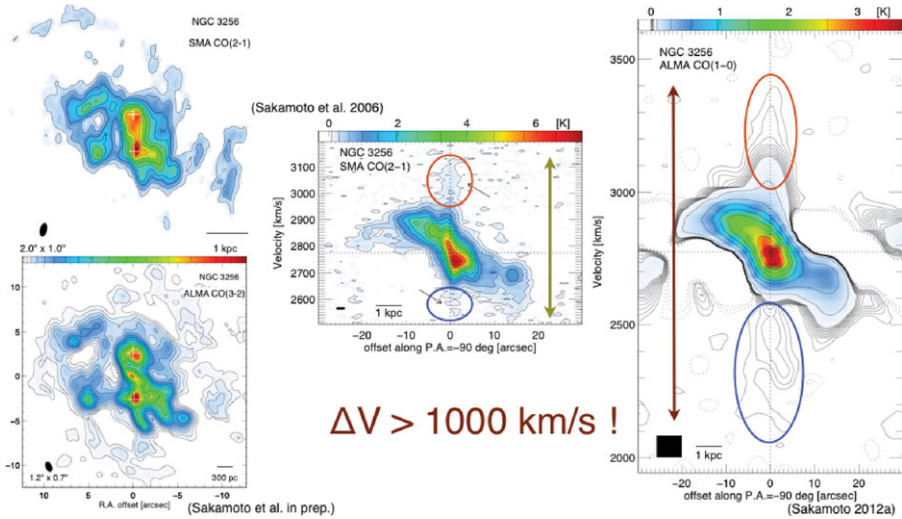 NGC 3256
SMA CO(2-1)
2.0" x 1.0"
1 kpc
NGC 3256
ALMA CO(3-2)
10
5
0
−5
−10
1.2" x 0.7"
300 pc
10 5 0 −5 −10
R.A. offset [arcsec]
(Sakamoto et al. in prep.)
(Sakamoto et al. 2006)
0 2 4 6 [K]
NGC 3256
SMA CO(2−1)
3100
3000
2900
2800
2700
2600
Velocity [km/s]
1 kpc
−20 −10 0 10 20
offset along P.A.=−90 deg [arcsec]
ΔV > 1000 km/s !
0 1 2 3 [K]
NGC 3256
ALMA CO(1−0)
3500
3000
2500
2000
Velocity [km/s]
1 kpc
−20 −10 0 10 20
offset along P.A.=−90 deg [arcsec]
(Sakamoto 2012a)